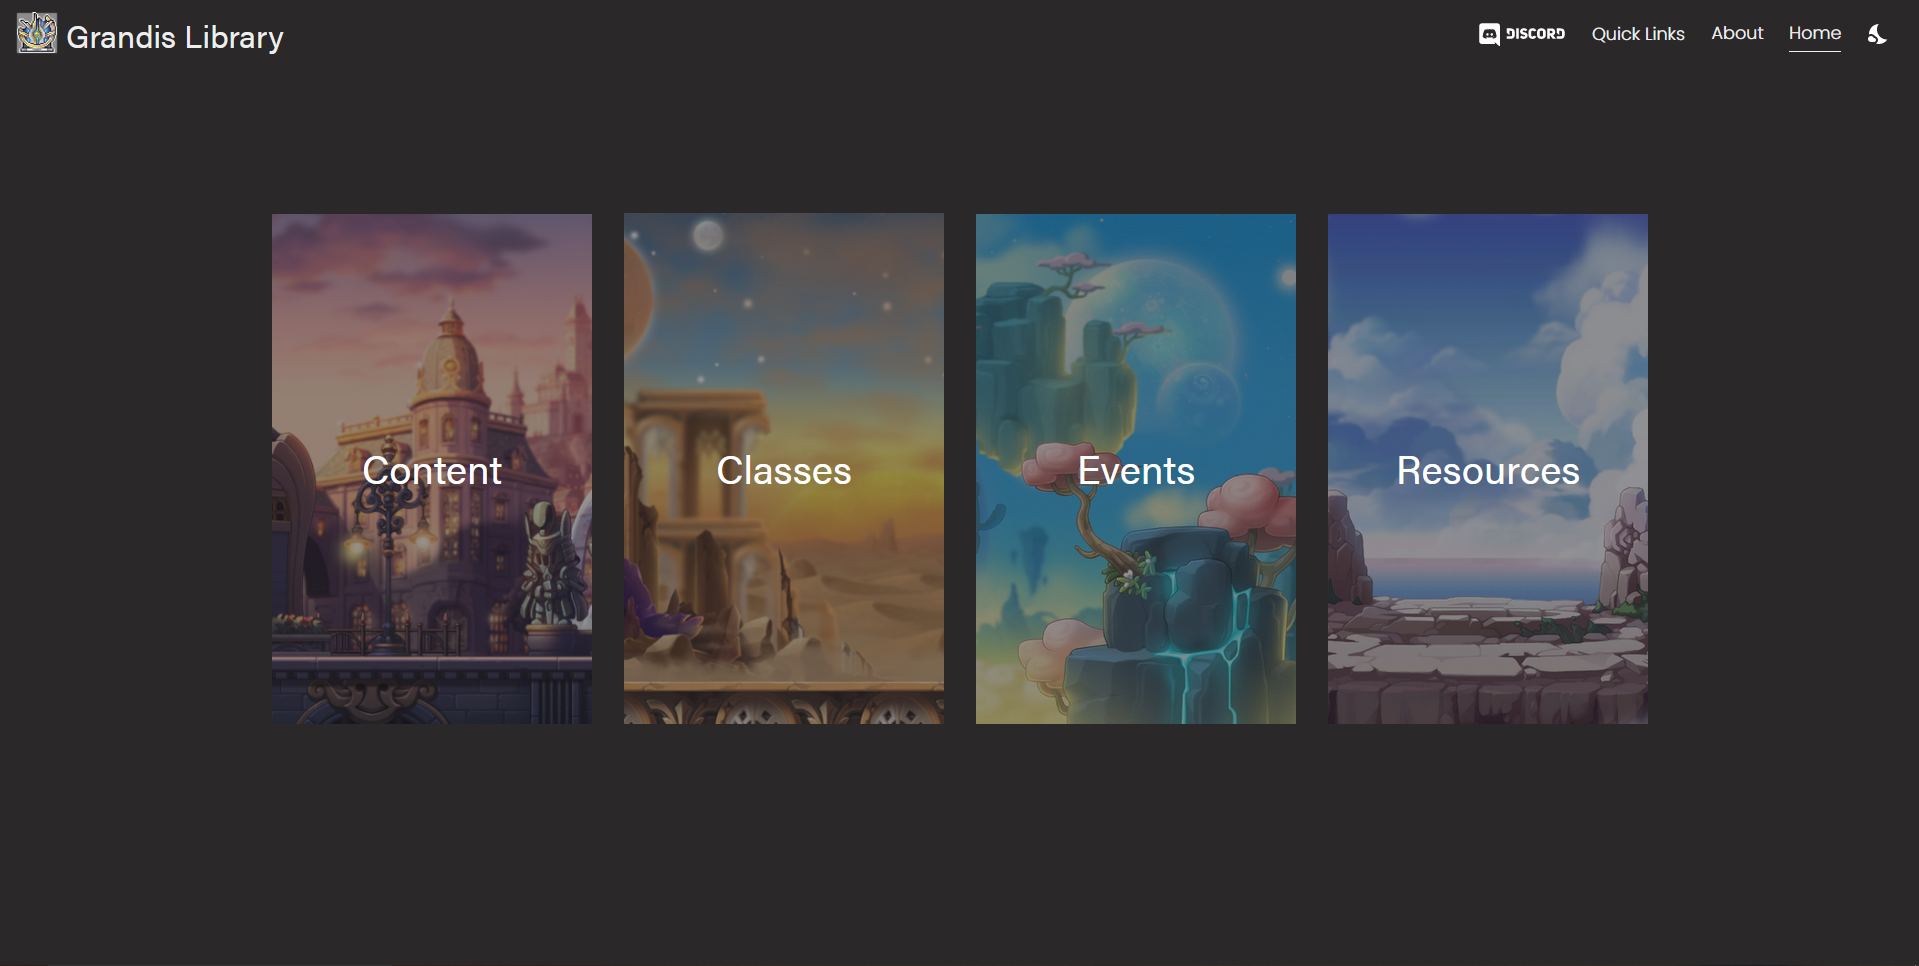 Grandis Library
DISCORD
Quick Links
About
Home
Content
Classes
Events
Resources